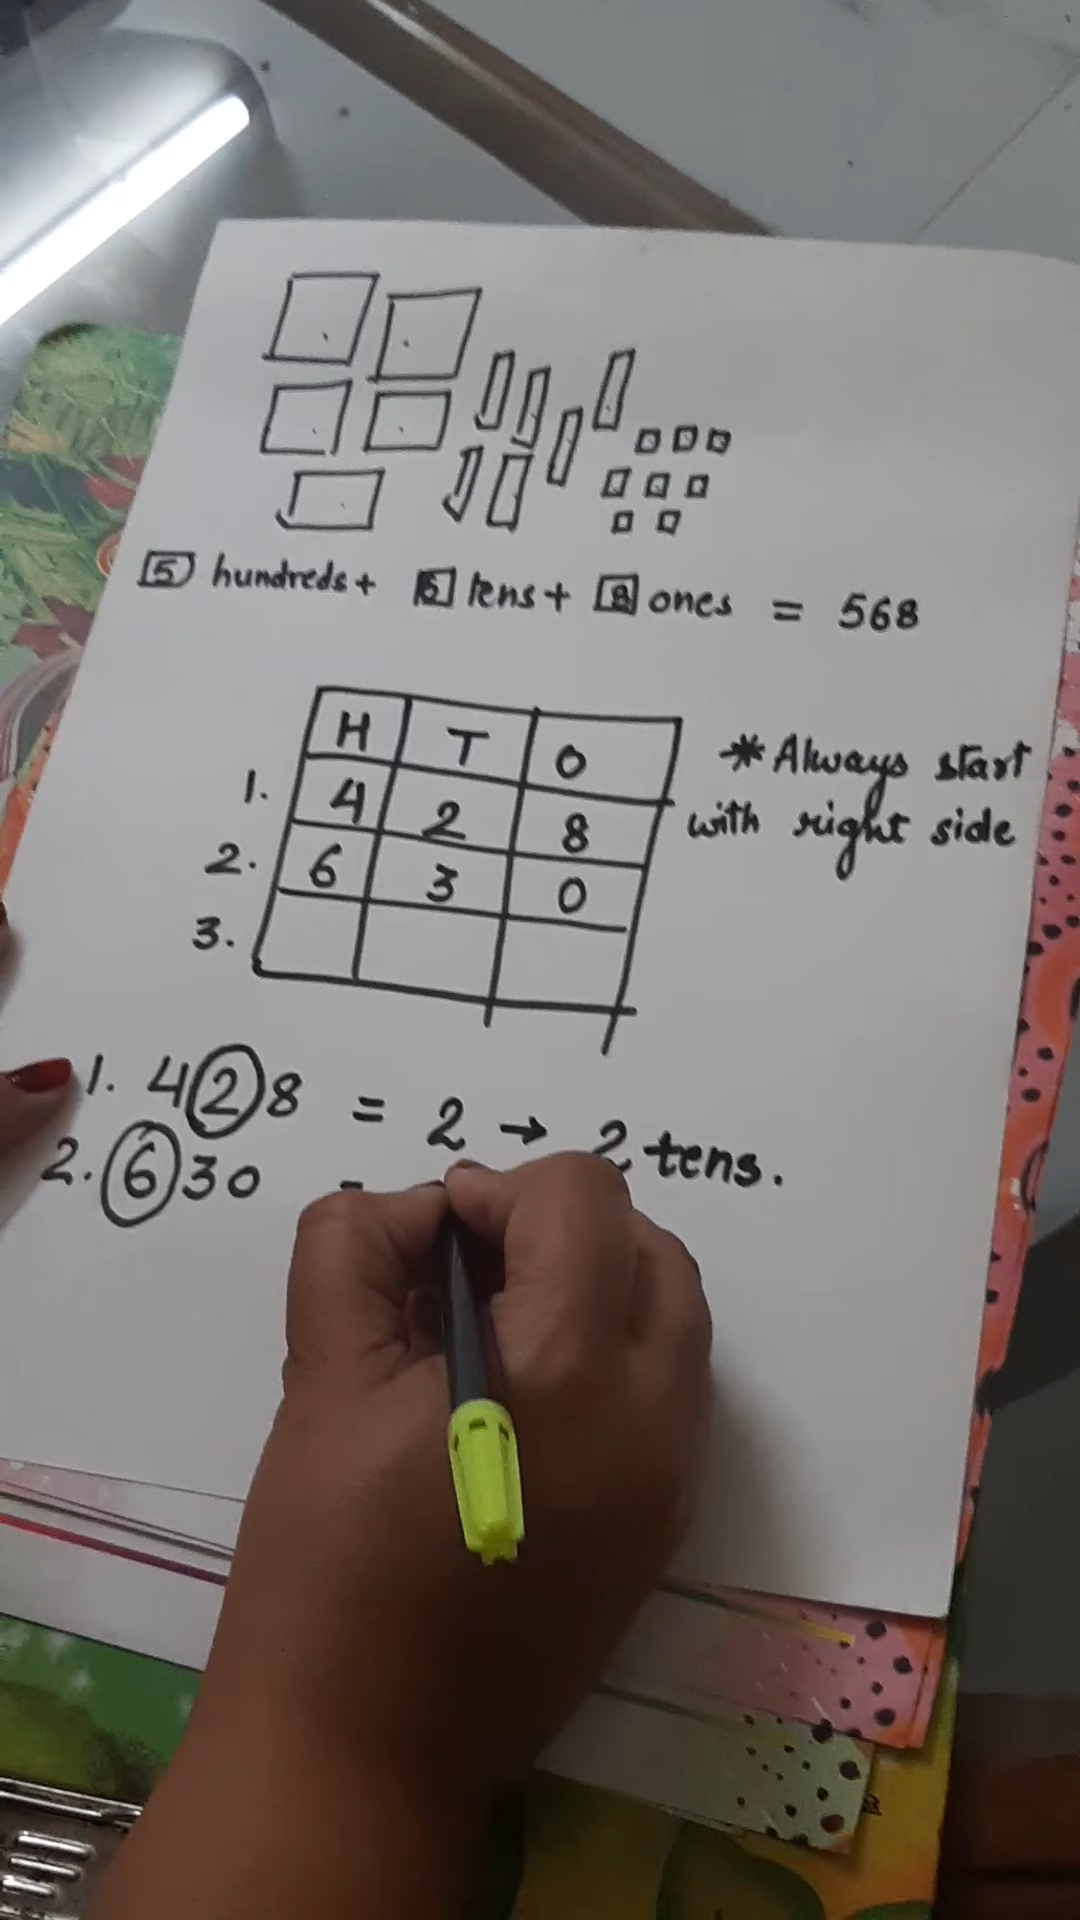 5 hundreds + 6 tens + 8 ones = 568
H T O
1. 4 2 8
2. 6 3 0
3.
* Always start
with right side
1. 428 = 2 → 2 tens.
2. 630